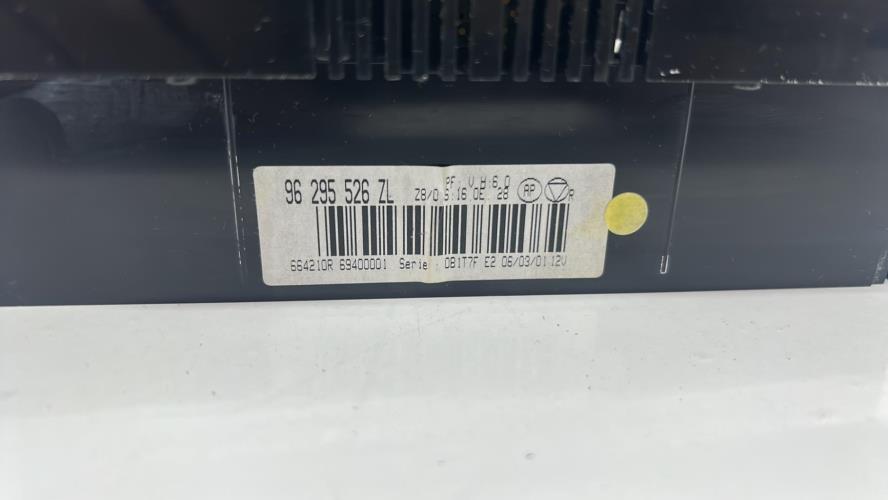 PF: V H:6.0
96 295 526 ZL Z8/0 S:16 OE 28 AP R
664210R 69400001 Serie: 0B1T7F E2 06/03/01 12V